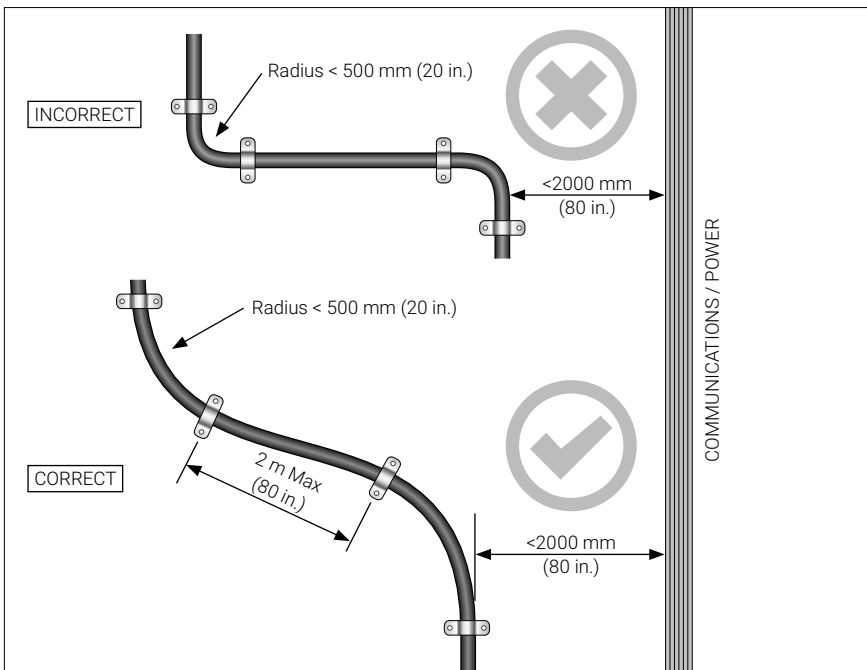 Radius < 500 mm (20 in.)
INCORRECT
<2000 mm
(80 in.)
COMMUNICATIONS / POWER
Radius < 500 mm (20 in.)
CORRECT
2 m Max
(80 in.)
<2000 mm
(80 in.)